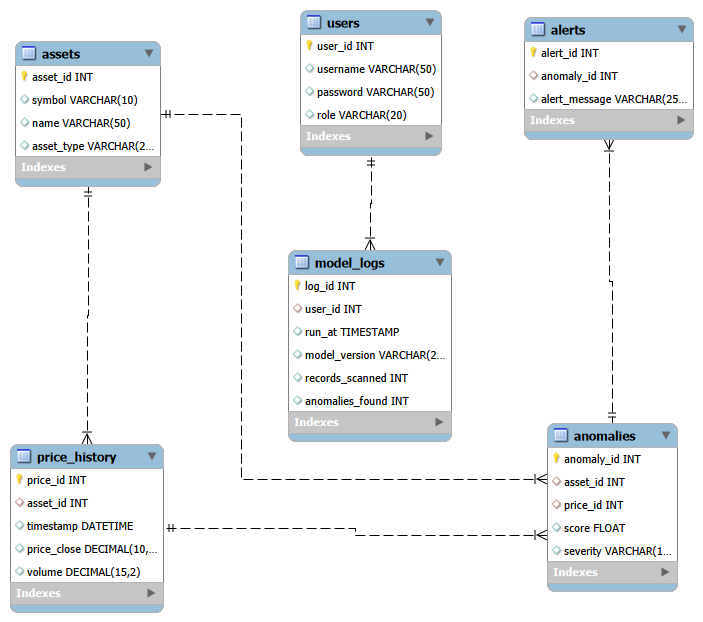 assets
asset_id INT
symbol VARCHAR(10)
name VARCHAR(50)
asset_type VARCHAR(2...
Indexes
users
user_id INT
username VARCHAR(50)
password VARCHAR(50)
role VARCHAR(20)
Indexes
alerts
alert_id INT
anomaly_id INT
alert_message VARCHAR(25...
Indexes
model_logs
log_id INT
user_id INT
run_at TIMESTAMP
model_version VARCHAR(2...
records_scanned INT
anomalies_found INT
Indexes
price_history
price_id INT
asset_id INT
timestamp DATETIME
price_close DECIMAL(10,...
volume DECIMAL(15,2)
Indexes
anomalies
anomaly_id INT
asset_id INT
price_id INT
score FLOAT
severity VARCHAR(1...
Indexes